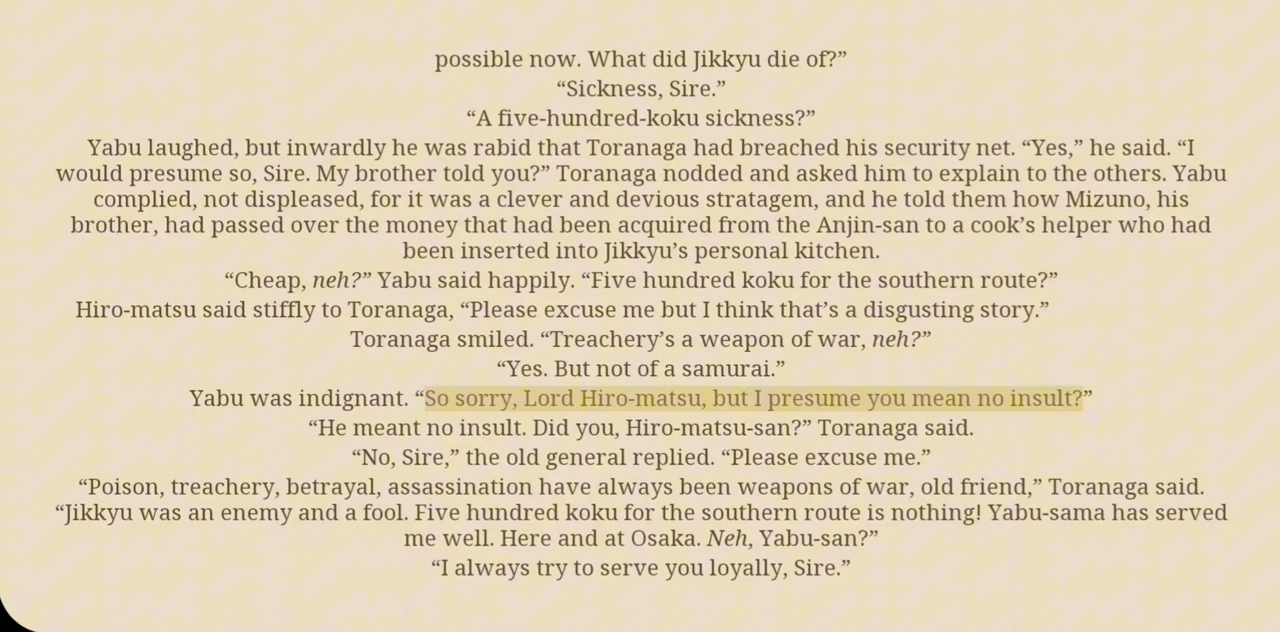 possible now. What did Jikkyu die of?”
“Sickness, Sire.”
“A five-hundred-koku sickness?”
Yabu laughed, but inwardly he was rabid that Toranaga had breached his security net. “Yes,” he said. “I
would presume so, Sire. My brother told you?” Toranaga nodded and asked him to explain to the others. Yabu
complied, not displeased, for it was a clever and devious stratagem, and he told them how Mizuno, his
brother, had passed over the money that had been acquired from the Anjin-san to a cook’s helper who had
been inserted into Jikkyu’s personal kitchen.
“Cheap, neh?” Yabu said happily. “Five hundred koku for the southern route?”
Hiro-matsu said stiffly to Toranaga, “Please excuse me but I think that’s a disgusting story.”
Toranaga smiled. “Treachery’s a weapon of war, neh?”
“Yes. But not of a samurai.”
Yabu was indignant. “So sorry, Lord Hiro-matsu, but I presume you mean no insult?”
“He meant no insult. Did you, Hiro-matsu-san?” Toranaga said.
“No, Sire,” the old general replied. “Please excuse me.”
“Poison, treachery, betrayal, assassination have always been weapons of war, old friend,” Toranaga said.
“Jikkyu was an enemy and a fool. Five hundred koku for the southern route is nothing! Yabu-sama has served
me well. Here and at Osaka. Neh, Yabu-san?”
“I always try to serve you loyally, Sire.”